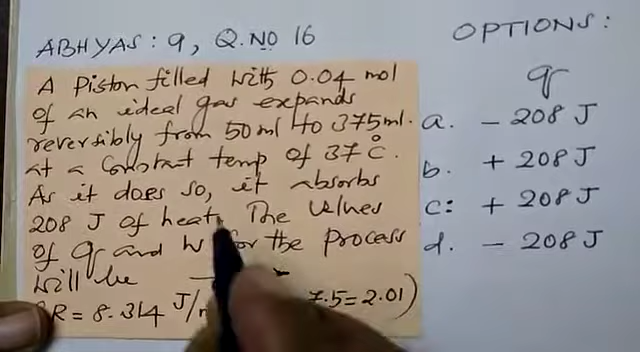 ABHYAS: 9, Q.NO 16
OPTIONS:
A Piston filled with 0.04 mol
of an ideal gas expands
reversibly from 50 ml to 375 ml.
at a constant temp of 37°C.
As it does so, it absorbs
208 J of heat. The values
of q and w for the process
will be
R = 8.314 J/ 7.5 = 2.01)
q
a. - 208 J
b. + 208 J
c: + 208 J
d. - 208 J